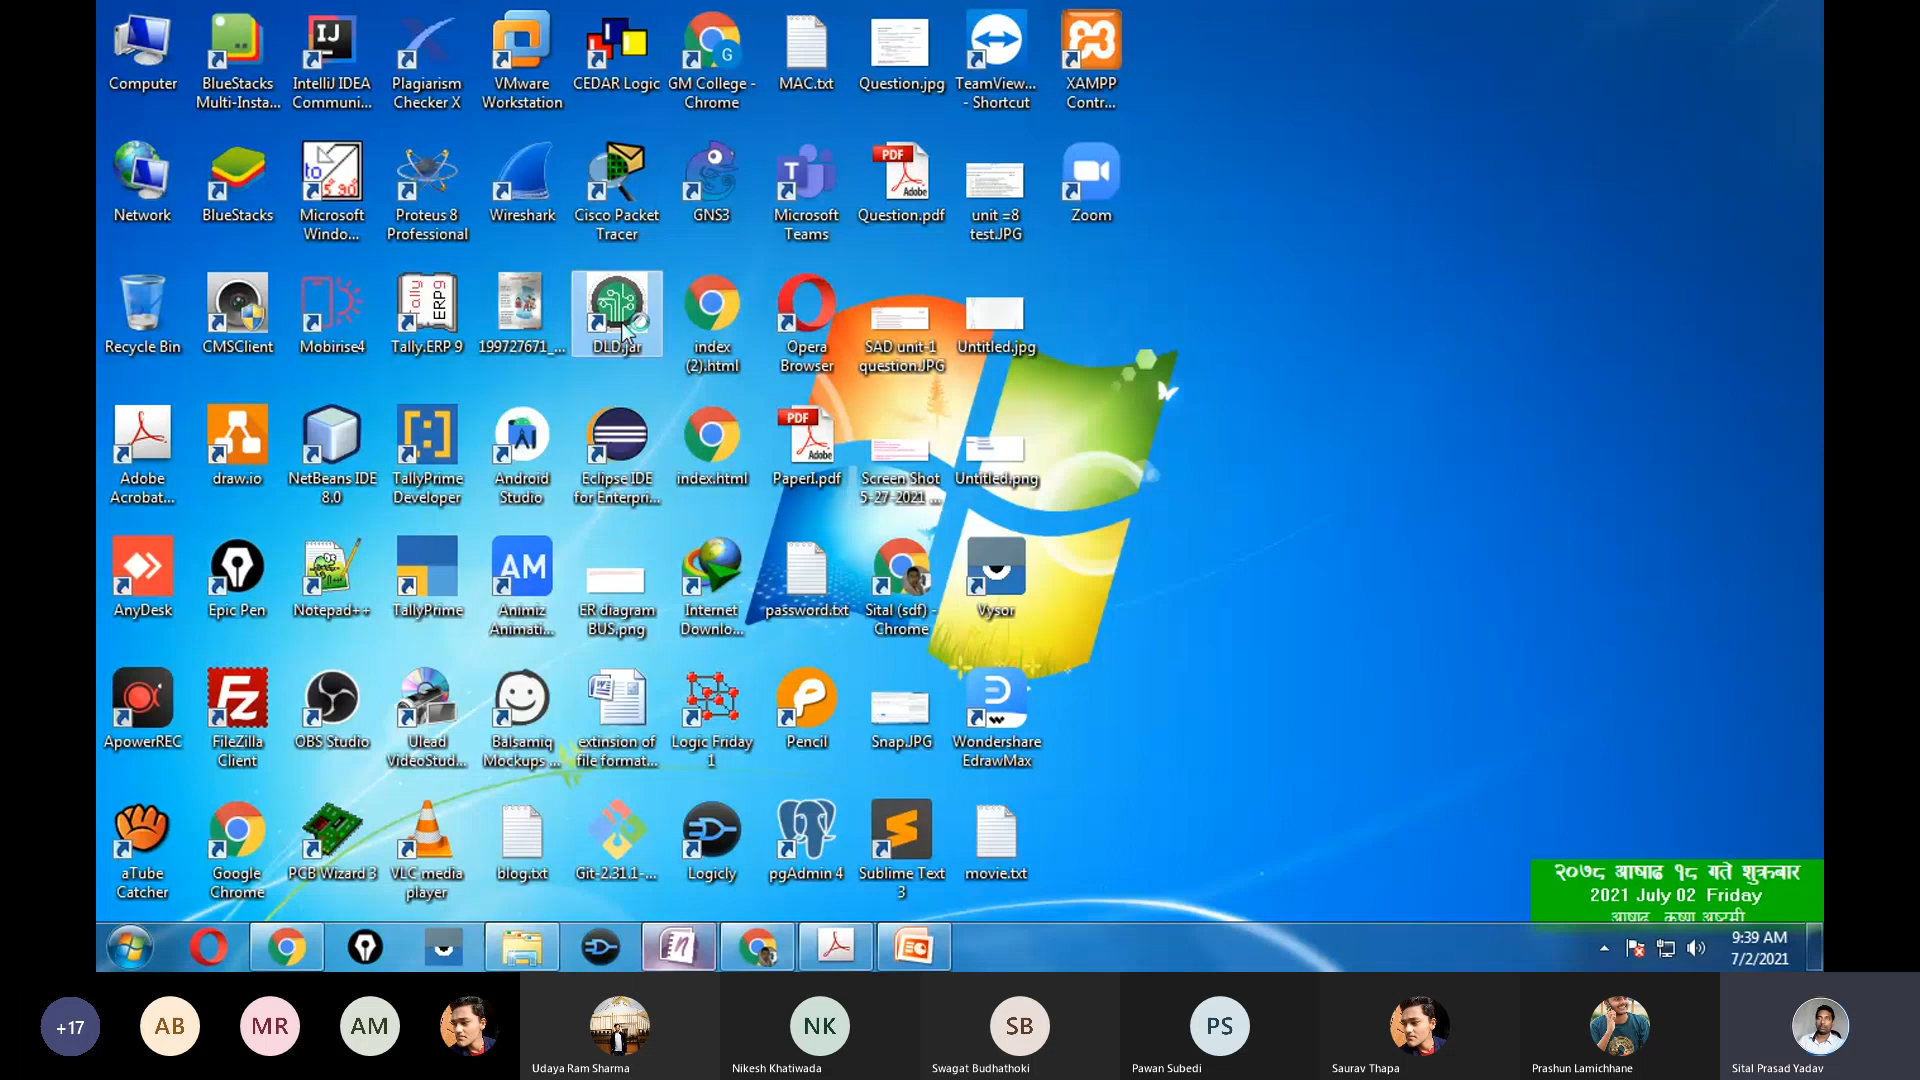 Computer
BlueStacks
Multi-Insta...
IntelliJ IDEA
Communi...
Plagiarism
Checker X
VMware
Workstation
CEDAR Logic
GM College -
Chrome
MAC.txt
Question.jpg
TeamView...
- Shortcut
XAMPP
Contr...
Network
BlueStacks
Microsoft
Windo...
Proteus 8
Professional
Wireshark
Cisco Packet
Tracer
GNS3
Microsoft
Teams
Question.pdf
unit =8
test.JPG
Zoom
Recycle Bin
CMSClient
Mobirise4
Tally.ERP 9
199727671_...
DLD.jar
index
(2).html
Opera
Browser
SAD unit-1
question.JPG
Untitled.jpg
Adobe
Acrobat...
draw.io
NetBeans IDE
8.0
TallyPrime
Developer
Android
Studio
Eclipse IDE
for Enterpri...
index.html
PaperI.pdf
Screen Shot
5-27-2021 ...
Untitled.png
AnyDesk
Epic Pen
Notepad++
TallyPrime
Animiz
Animati...
ER diagram
BUS.png
Internet
Downlo...
password.txt
Sital (sdf) -
Chrome
Vysor
ApowerREC
FileZilla
Client
OBS Studio
Ulead
VideoStud...
Balsamiq
Mockups ...
extinsion of
file format...
Logic Friday
1
Pencil
Snap.JPG
Wondershare
EdrawMax
aTube
Catcher
Google
Chrome
PCB Wizard 3
VLC media
player
blog.txt
Git-2.31.1-...
Logicly
pgAdmin 4
Sublime Text
3
movie.txt
२०७८ आषाढ १८ गते शुक्रबार
2021 July 02 Friday
आषाढ कृष्ण अष्टमी
9:39 AM
7/2/2021
+17
AB
MR
AM
NK
SB
PS
Udaya Ram Sharma
Nikesh Khatiwada
Swagat Budhathoki
Pawan Subedi
Saurav Thapa
Prashun Lamichhane
Sital Prasad Yadav